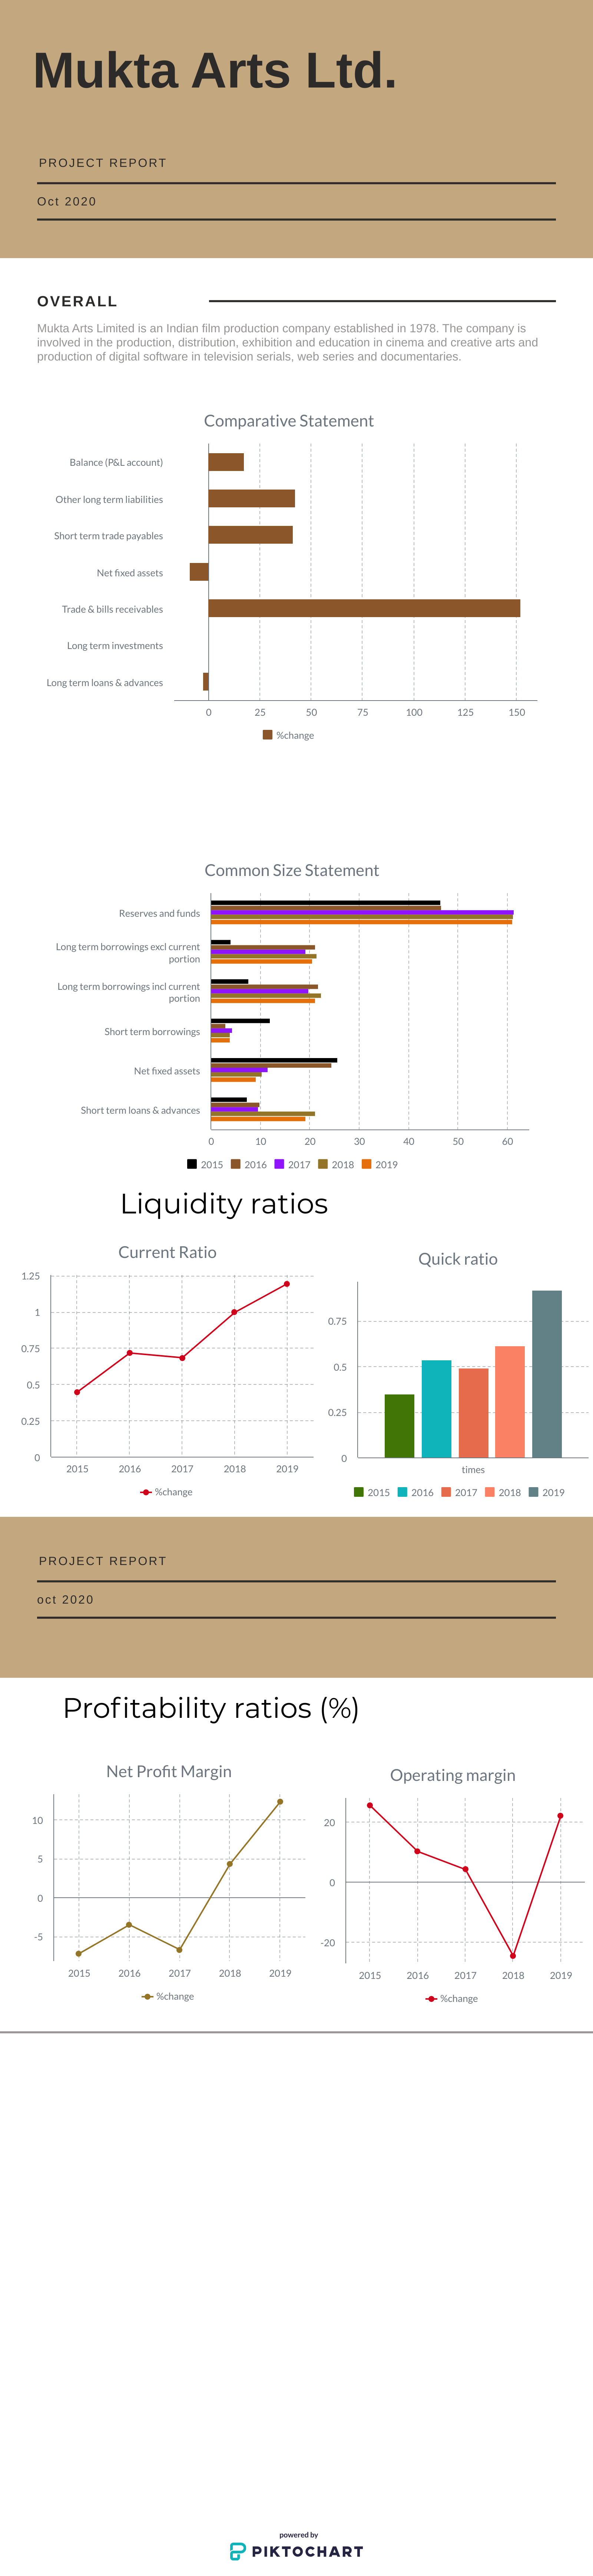 Mukta Arts Ltd.
PROJECT REPORT
Oct 2020
OVERALL
Mukta Arts Limited is an Indian film production company established in 1978. The company is
involved in the production, distribution, exhibition and education in cinema and creative arts and
production of digital software in television serials, web series and documentaries.
Comparative Statement
Balance (P&L account)
Other long term liabilities
Short term trade payables
Net fixed assets
Trade & bills receivables
Long term investments
Long term loans & advances
0 25 50 75 100 125 150
%change
Common Size Statement
Reserves and funds
Long term borrowings excl current
portion
Long term borrowings incl current
portion
Short term borrowings
Net fixed assets
Short term loans & advances
0 10 20 30 40 50 60
2015 2016 2017 2018 2019
Liquidity ratios
Current Ratio
1.25
1
0.75
0.5
0.25
0
2015 2016 2017 2018 2019
%change
Quick ratio
0.75
0.5
0.25
0
times
2015 2016 2017 2018 2019
PROJECT REPORT
oct 2020
Profitability ratios (%)
Net Profit Margin
10
5
0
-5
2015 2016 2017 2018 2019
%change
Operating margin
20
0
-20
2015 2016 2017 2018 2019
%change
powered by
PIKTOCHART